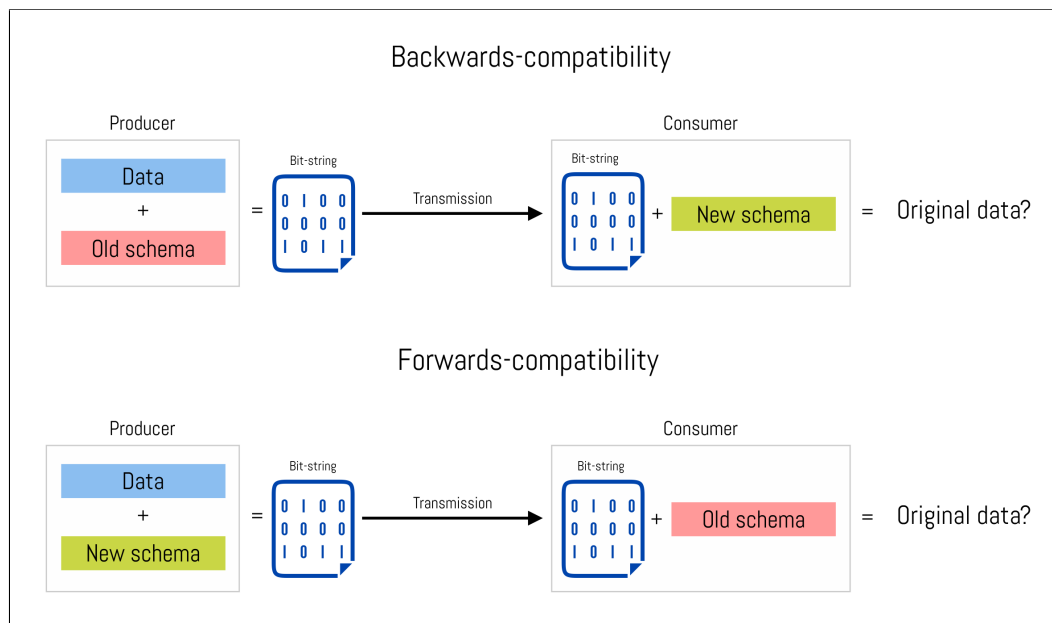 Backwards-compatibility
Producer
Consumer
Data
+
Old schema
=
Bit-string
0 1 0 0
0 0 0 0
1 0 1 1
Transmission
Bit-string
0 1 0 0
0 0 0 0
1 0 1 1
+
New schema
=
Original data?
Forwards-compatibility
Producer
Consumer
Data
+
New schema
=
Bit-string
0 1 0 0
0 0 0 0
1 0 1 1
Transmission
Bit-string
0 1 0 0
0 0 0 0
1 0 1 1
+
Old schema
=
Original data?